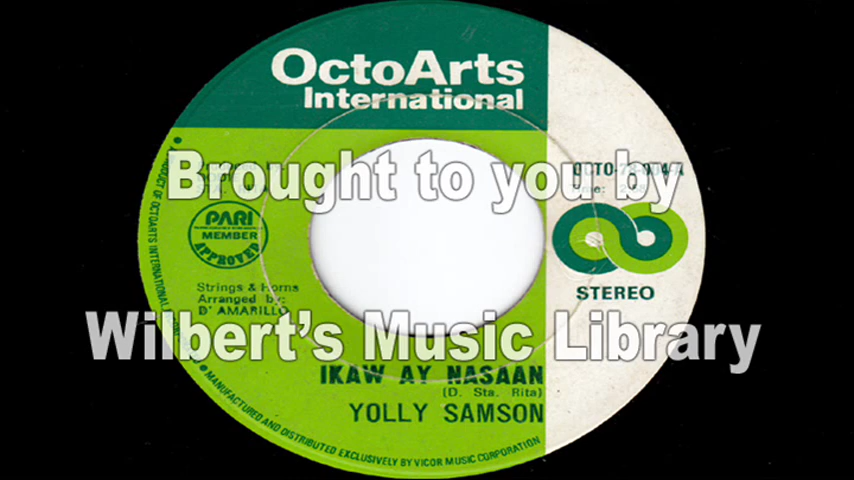 OctoArts
International
Brought to you by
STEREO
PARI
MEMBER
APPROVED
Strings & Horns
Arranged by:
D' AMARILLO
Wilbert's Music Library
IKAW AY NASAAN
(D. Sta. Rita)
YOLLY SAMSON
MANUFACTURED AND DISTRIBUTED EXCLUSIVELY BY VICOR MUSIC CORPORATION